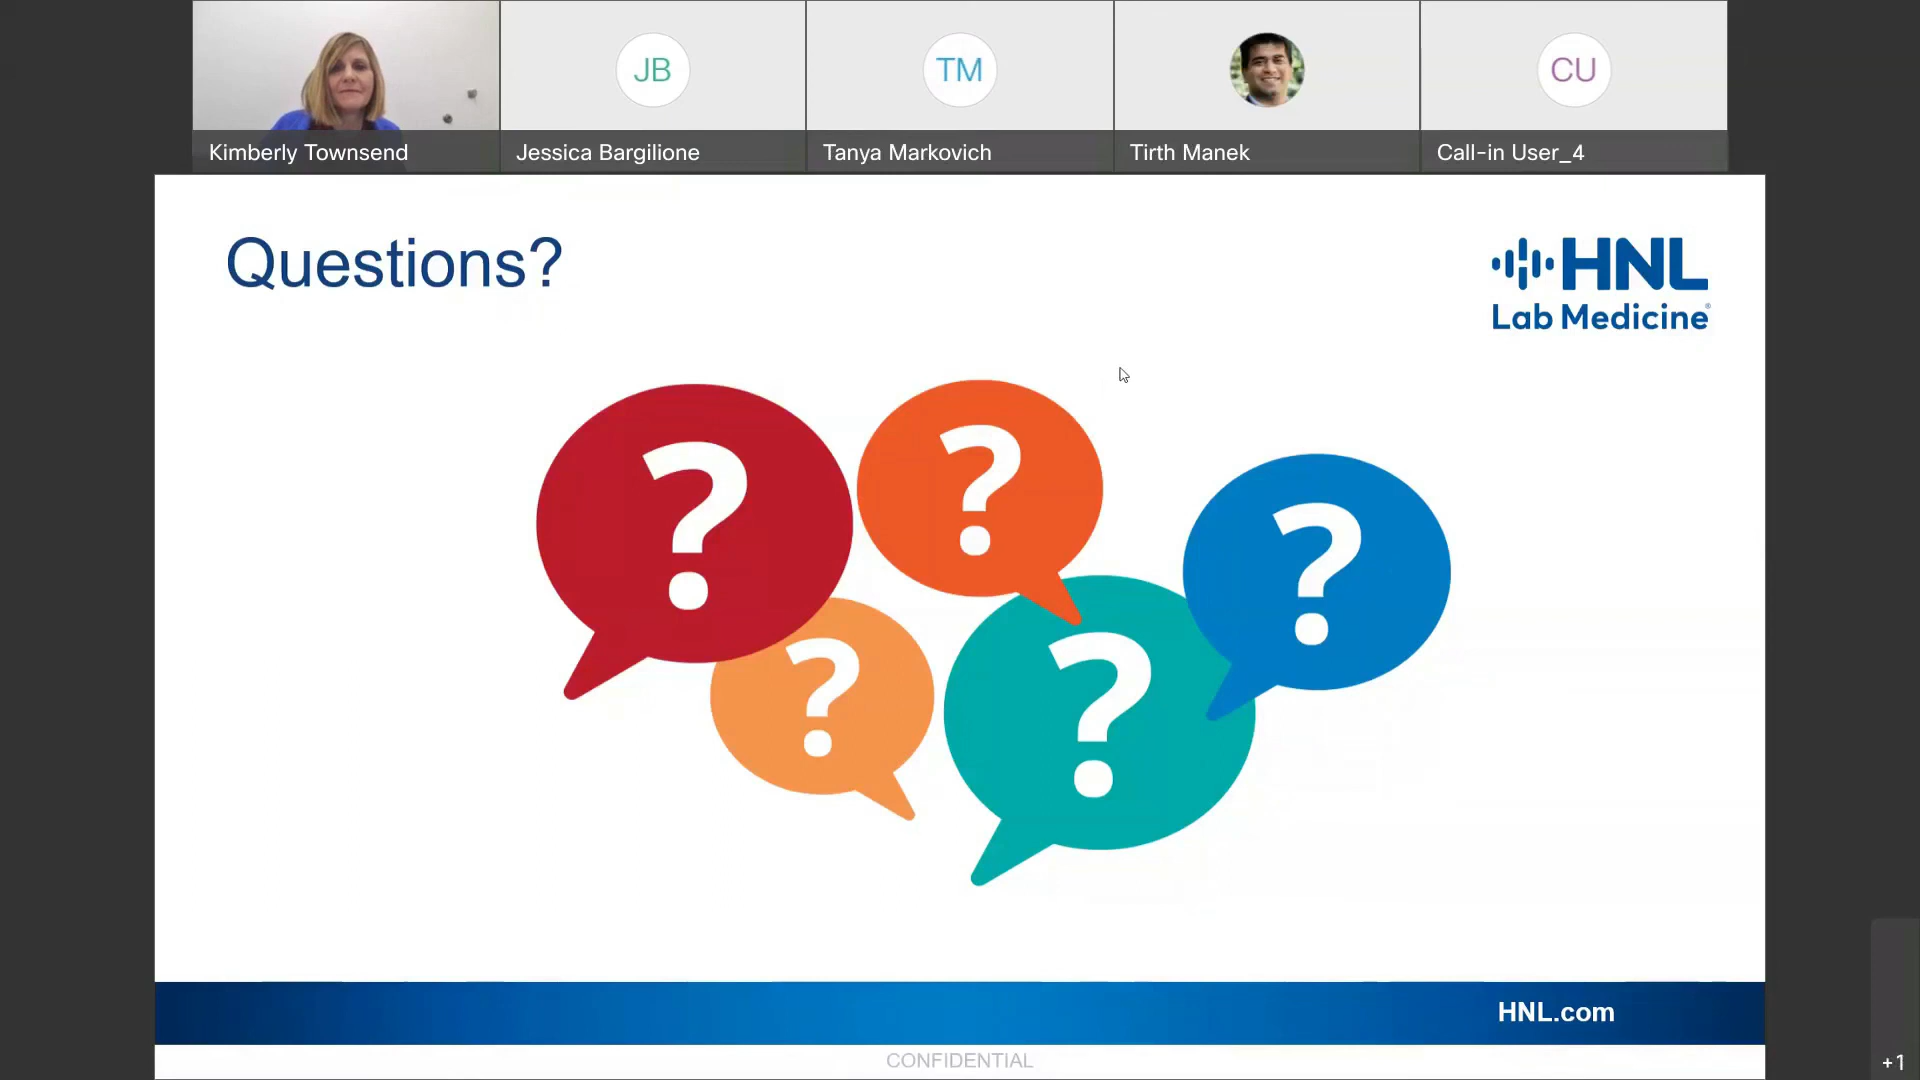 JB
TM
CU
Kimberly Townsend
Jessica Bargilione
Tanya Markovich
Tirth Manek
Call-in User_4
Questions?
HNL
Lab Medicine®
?
?
?
?
?
HNL.com
CONFIDENTIAL
+1